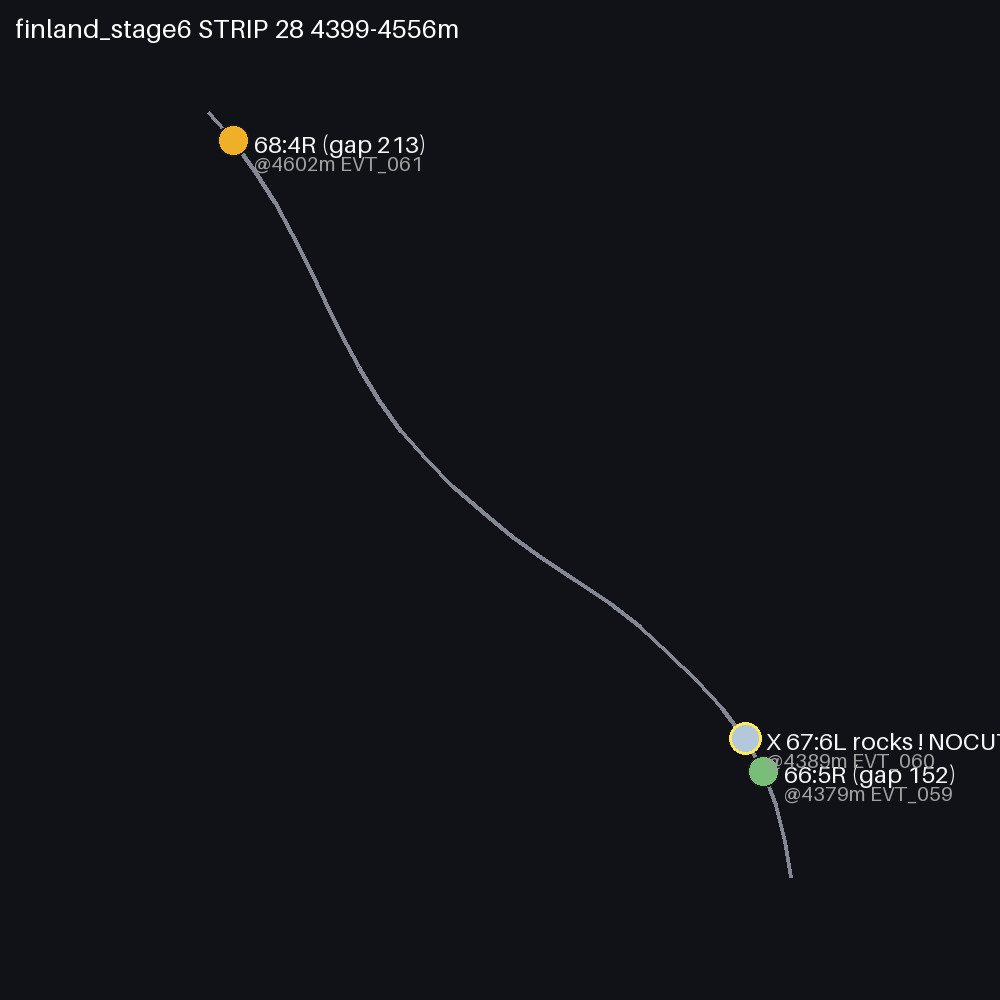 finland_stage6 STRIP 28 4399-4556m
68:4R (gap 213)
@4602m EVT_061
X 67:6L rocks ! NOCUT
@4389m EVT_060
66:5R (gap 152)
@4379m EVT_059